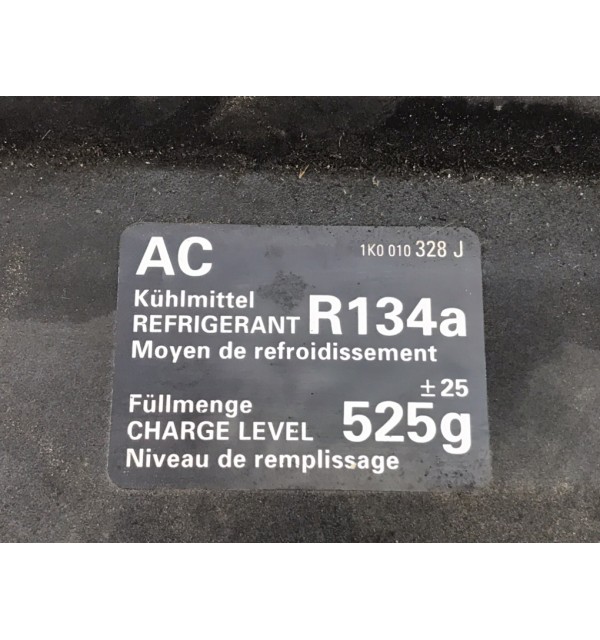 AC 1K0 010 328 J
Kühlmittel
REFRIGERANT R134a
Moyen de refroidissement
± 25
Füllmenge
CHARGE LEVEL 525g
Niveau de remplissage